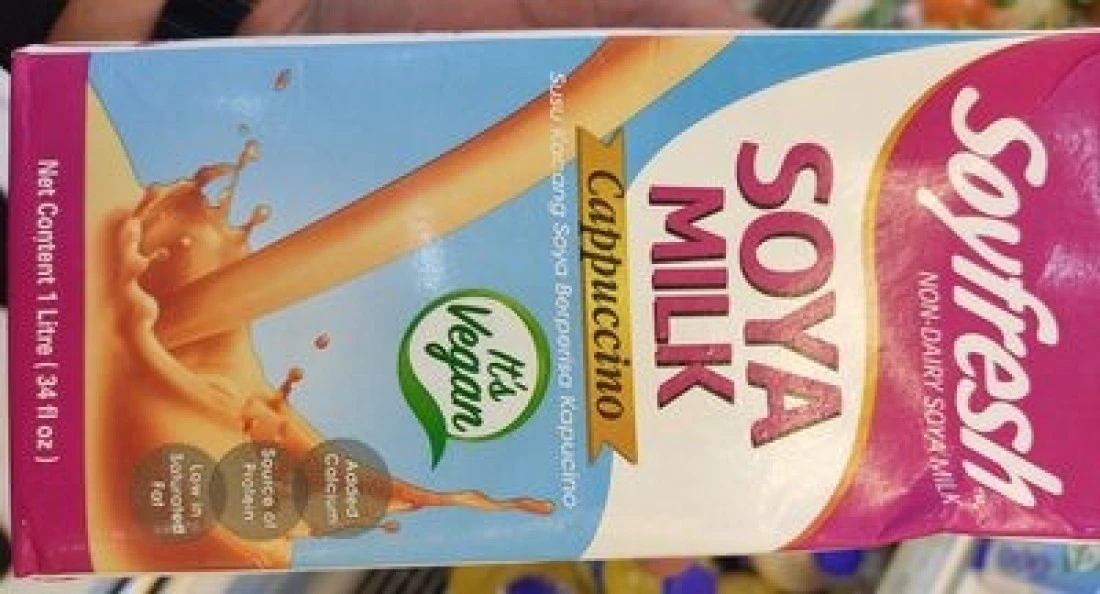 Soyfresh
NON-DAIRY SOYA MILK
SOYA
MILK
Cappuccino
Susu Kacang Soya Berperisa Kapucino
It's
Vegan
Added
Calcium
Source of
Protein
Low in
Saturated
Fat
Net Content 1 Litre ( 34 fl oz )